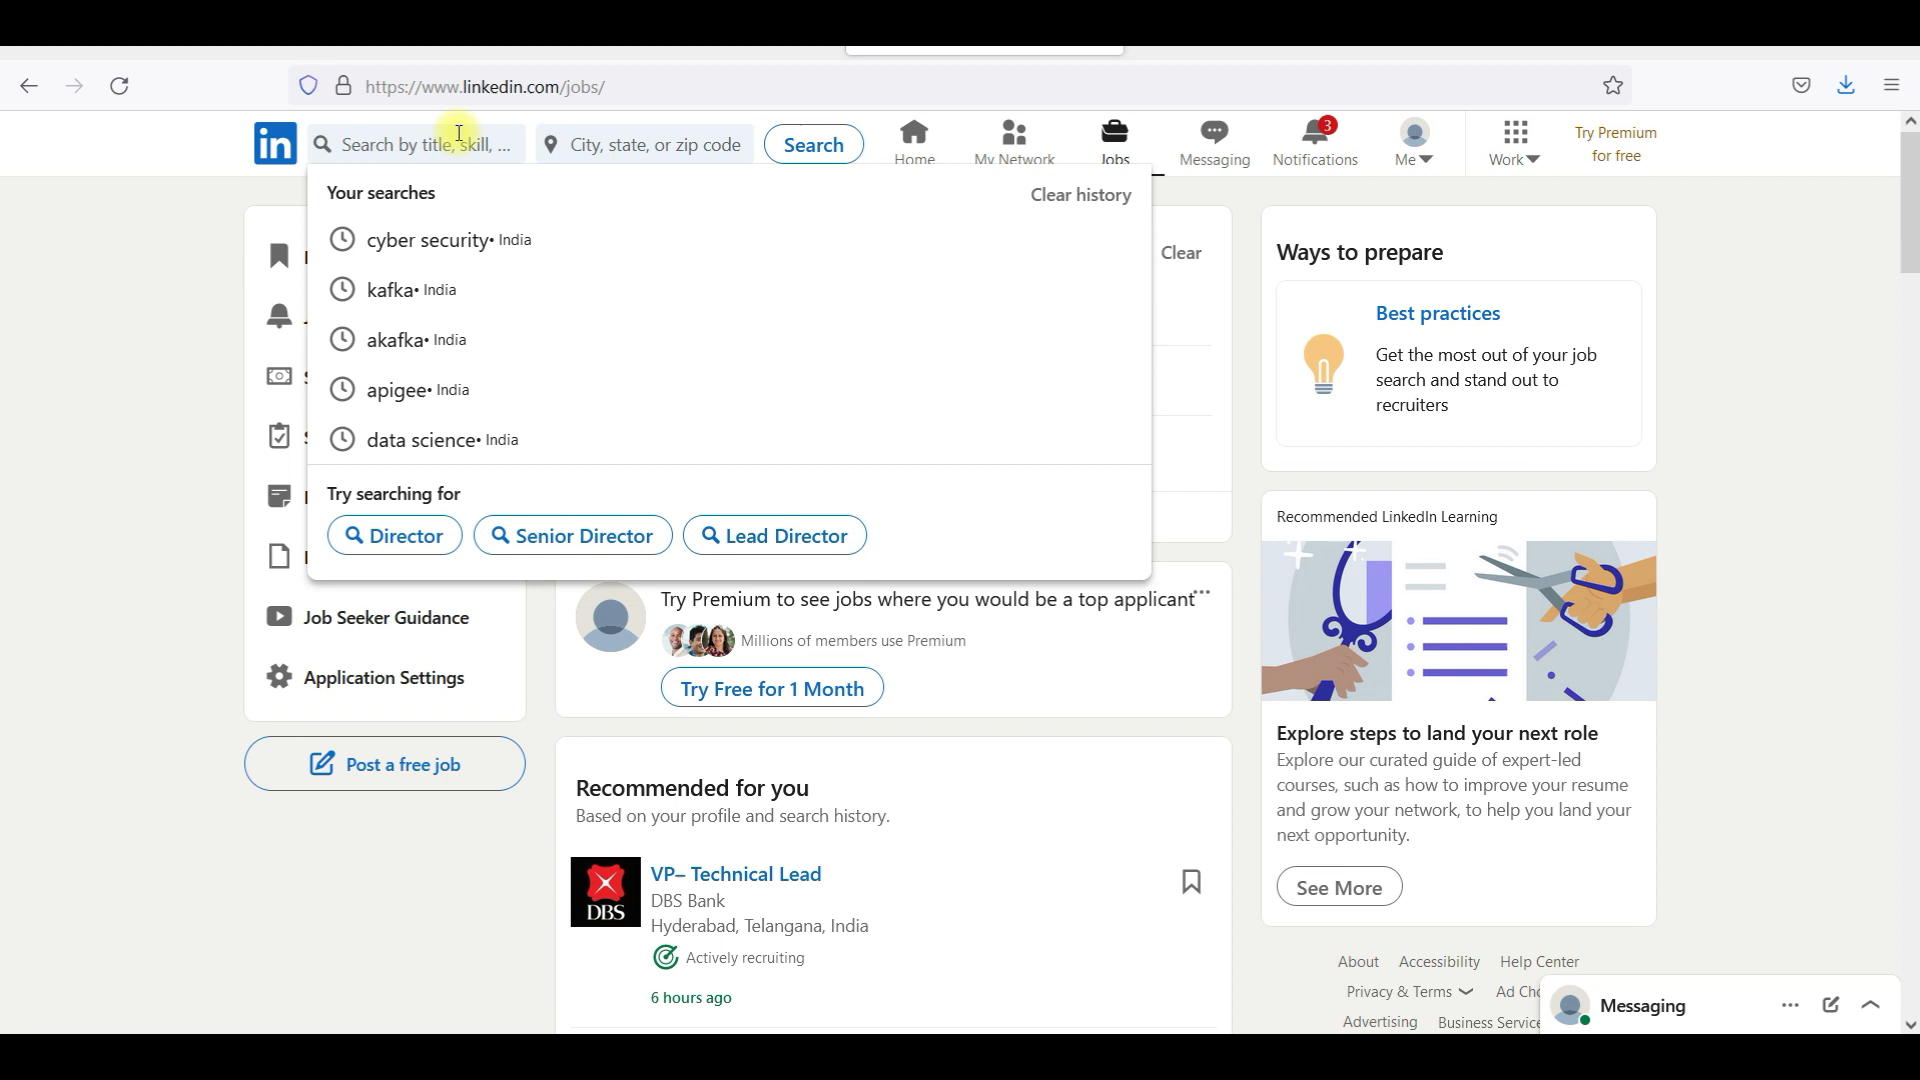 https://www.linkedin.com/jobs/
in
Search by title, skill, ...
City, state, or zip code
Search
Home
My Network
Jobs
Messaging
3
Notifications
Me
Work
Try Premium
for free
Your searches
Clear history
cyber security• India
kafka• India
akafka• India
apigee• India
data science• India
Try searching for
Director
Senior Director
Lead Director
Clear
Job Seeker Guidance
Application Settings
Post a free job
Try Premium to see jobs where you would be a top applicant
Millions of members use Premium
Try Free for 1 Month
Recommended for you
Based on your profile and search history.
DBS
VP– Technical Lead
DBS Bank
Hyderabad, Telangana, India
Actively recruiting
6 hours ago
Ways to prepare
Best practices
Get the most out of your job
search and stand out to
recruiters
Recommended LinkedIn Learning
Explore steps to land your next role
Explore our curated guide of expert-led
courses, such as how to improve your resume
and grow your network, to help you land your
next opportunity.
See More
About Accessibility Help Center
Privacy & Terms Ad Cho
Advertising Business Service
Messaging